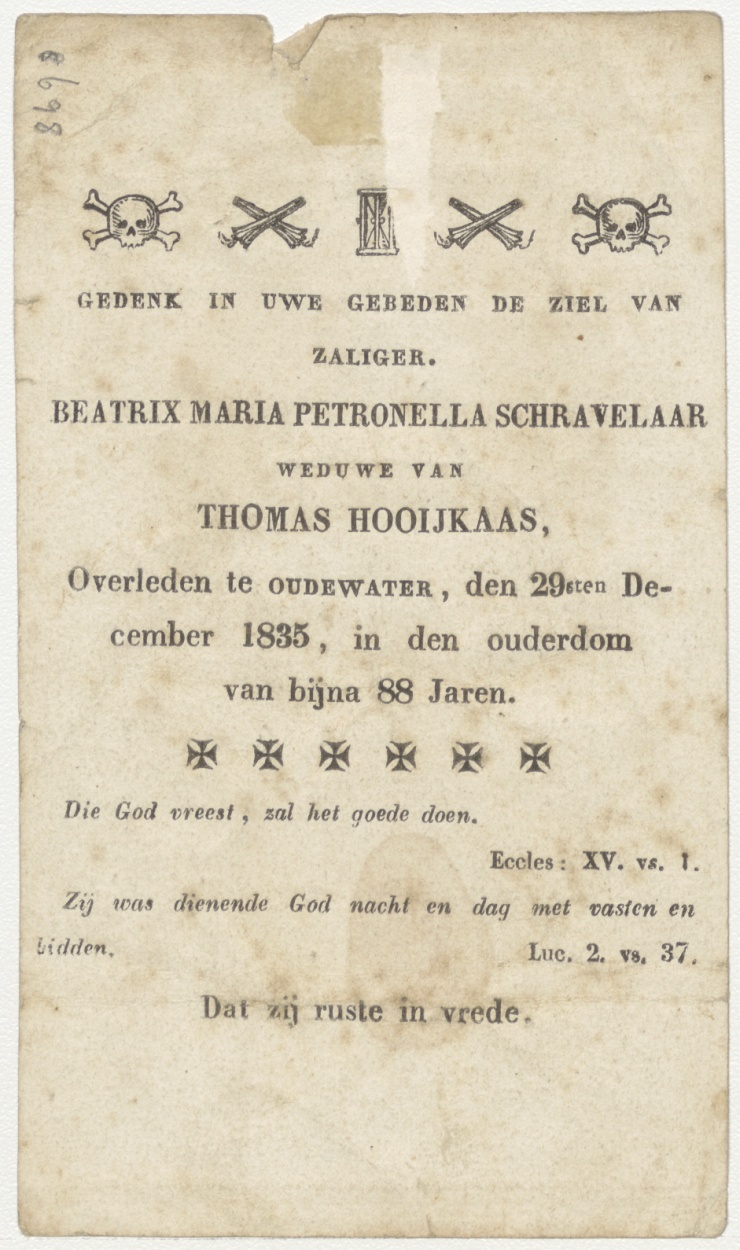 8698
GEDENK IN UWE GEBEDEN DE ZIEL VAN
ZALIGER.
BEATRIX MARIA PETRONELLA SCHRAVELAAR
WEDUWE VAN
THOMAS HOOIJKAAS,
Overleden te OUDEWATER, den 29sten De-
cember 1835, in den ouderdom
van bijna 88 Jaren.
Die God vreest, zal het goede doen.
Eccles: XV. vs. 1.
Zij was dienende God nacht en dag met vasten en
bidden. Luc. 2. vs. 37.
Dat zij ruste in vrede.